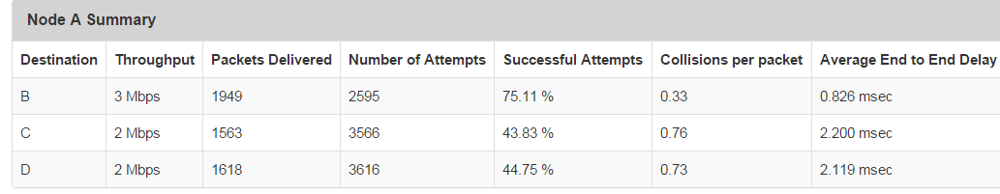 Node A Summary
Destination Throughput Packets Delivered Number of Attempts Successful Attempts Collisions per packet Average End to End Delay
B 3 Mbps 1949 2595 75.11 % 0.33 0.826 msec
C 2 Mbps 1563 3566 43.83 % 0.76 2.200 msec
D 2 Mbps 1618 3616 44.75 % 0.73 2.119 msec